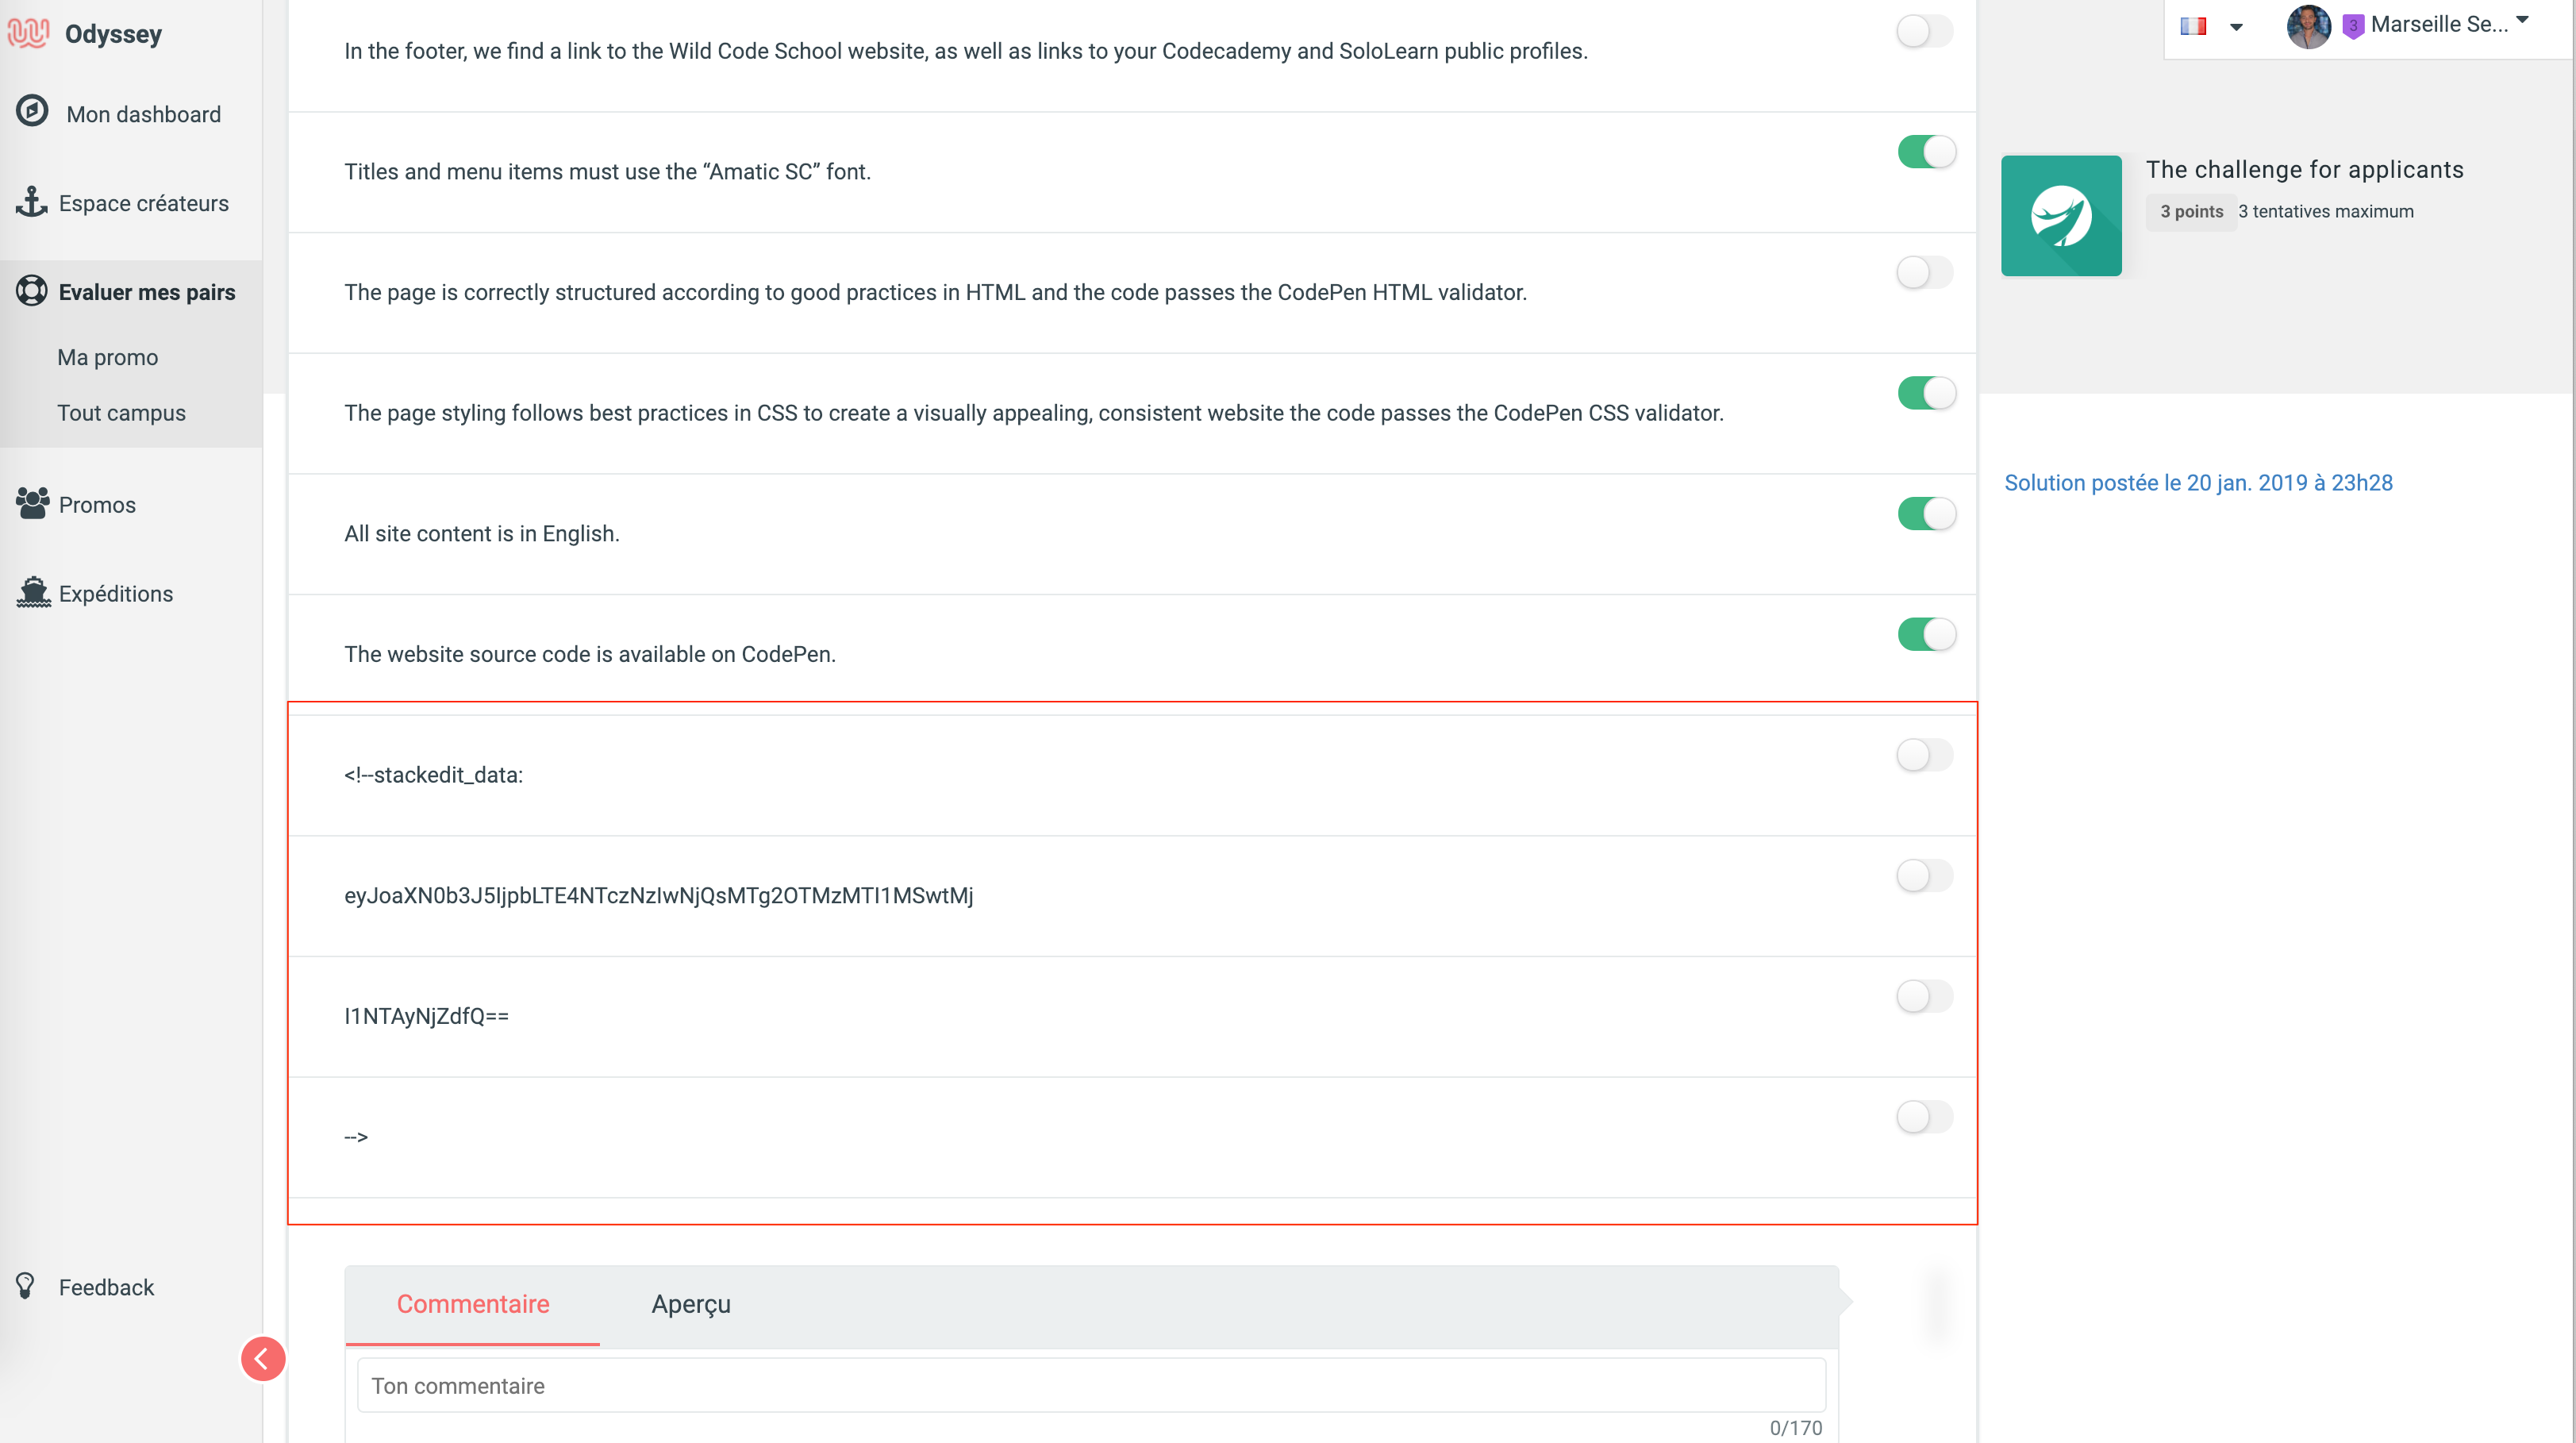 Odyssey
Mon dashboard
Espace créateurs
Evaluer mes pairs
Ma promo
Tout campus
Promos
Expéditions
Feedback
In the footer, we find a link to the Wild Code School website, as well as links to your Codecademy and SoloLearn public profiles.
Titles and menu items must use the “Amatic SC” font.
The page is correctly structured according to good practices in HTML and the code passes the CodePen HTML validator.
The page styling follows best practices in CSS to create a visually appealing, consistent website the code passes the CodePen CSS validator.
All site content is in English.
The website source code is available on CodePen.
<!--stackedit_data:
eyJoaXN0b3J5IjpbLTE4NTczNzIwNjQsMTg2OTMzMTI1MSwtMj
I1NTAyNjZdfQ==
-->
Commentaire Aperçu
Ton commentaire
0/170
3 Marseille Se...
The challenge for applicants
3 points 3 tentatives maximum
Solution postée le 20 jan. 2019 à 23h28